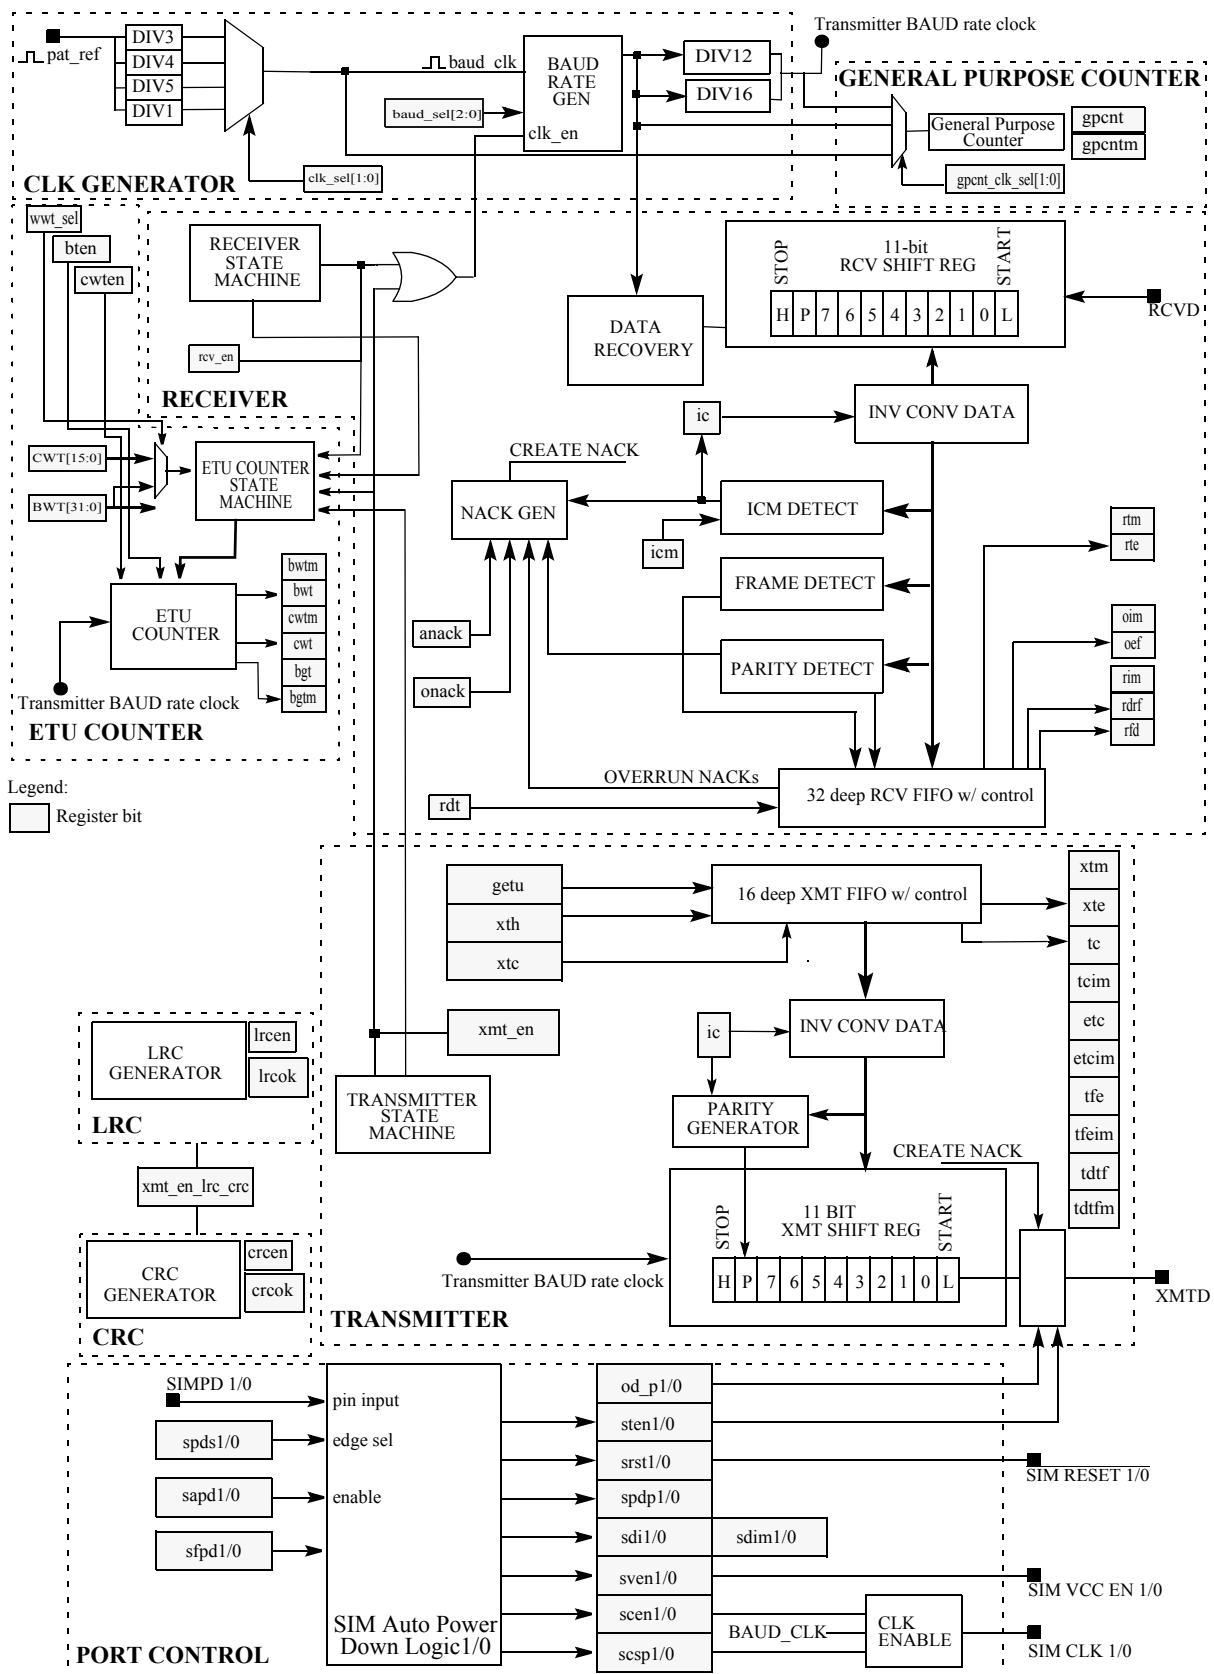 pat_ref
DIV3
DIV4
DIV5
DIV1
clk_sel[1:0]
CLK GENERATOR
baud_clk
baud_sel[2:0]
clk_en
BAUD
RATE
GEN
DIV12
DIV16
Transmitter BAUD rate clock
GENERAL PURPOSE COUNTER
General Purpose
Counter
gpcnt
gpcntm
gpcnt_clk_sel[1:0]
wwt_sel
bten
cwten
RECEIVER
STATE
MACHINE
rcv_en
RECEIVER
DATA
RECOVERY
11-bit
RCV SHIFT REG
STOP
START
H P 7 6 5 4 3 2 1 0 L
RCVD
INV CONV DATA
ic
CREATE NACK
NACK GEN
ICM DETECT
icm
FRAME DETECT
PARITY DETECT
anack
onack
rtm
rte
oim
oef
rim
rdrf
rfd
OVERRUN NACKs
rdt
32 deep RCV FIFO w/ control
CWT[15:0]
BWT[31:0]
ETU COUNTER
STATE
MACHINE
ETU
COUNTER
bwtm
bwt
cwtm
cwt
bgt
bgtm
Transmitter BAUD rate clock
ETU COUNTER
Legend:
Register bit
getu
xth
xtc
16 deep XMT FIFO w/ control
xtm
xte
tc
tcim
etc
etcim
tfe
tfeim
tdtf
tdtfm
xmt_en
ic
INV CONV DATA
TRANSMITTER
STATE
MACHINE
PARITY
GENERATOR
CREATE NACK
11 BIT
XMT SHIFT REG
STOP
START
H P 7 6 5 4 3 2 1 0 L
Transmitter BAUD rate clock
XMTD
TRANSMITTER
LRC
GENERATOR
lrcen
lrcok
LRC
xmt_en_lrc_crc
CRC
GENERATOR
crcen
crcok
CRC
SIMPD 1/0
spds1/0
sapd1/0
sfpd1/0
pin input
edge sel
enable
SIM Auto Power
Down Logic1/0
od_p1/0
sten1/0
srst1/0
spdp1/0
sdi1/0
sdim1/0
sven1/0
scen1/0
scsp1/0
BAUD_CLK
CLK
ENABLE
SIM RESET 1/0
SIM VCC EN 1/0
SIM CLK 1/0
PORT CONTROL